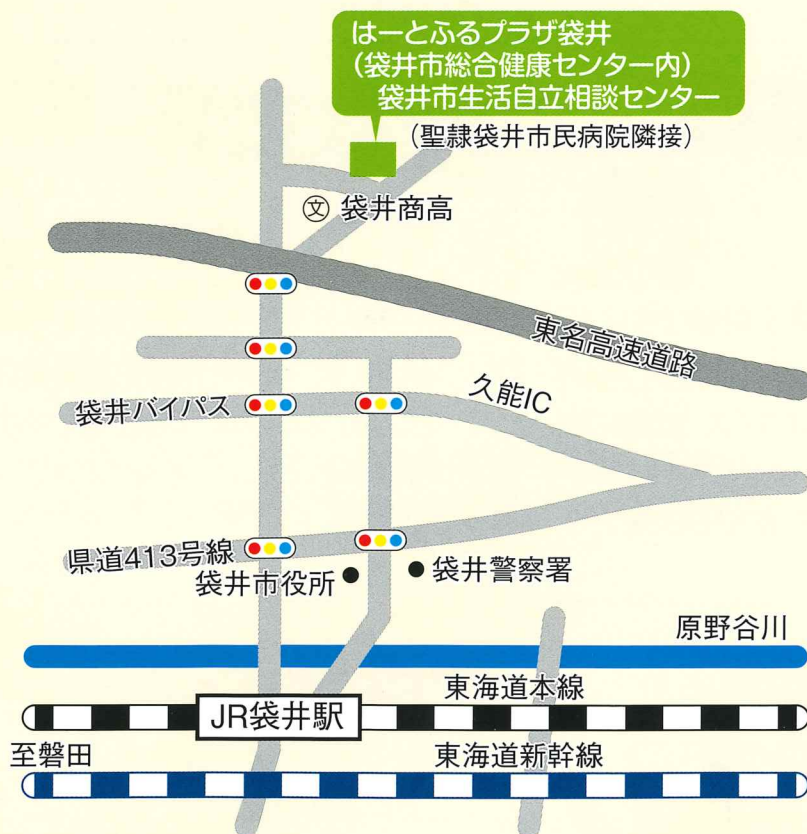 はーとふるプラザ袋井
（袋井市総合健康センター内）
袋井市生活自立相談センター
（聖隷袋井市民病院隣接）
文 袋井商高
東名高速道路
久能IC
袋井バイパス
県道413号線
袋井市役所
袋井警察署
原野谷川
東海道本線
JR袋井駅
至磐田
東海道新幹線